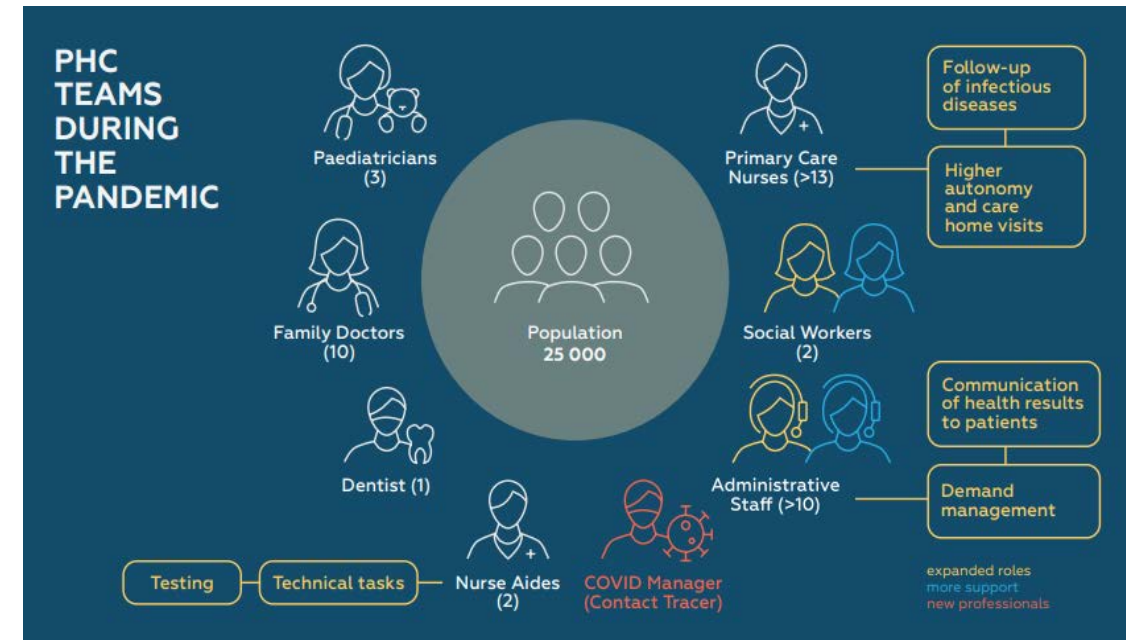 PHC
TEAMS
DURING
THE
PANDEMIC
Paediatricians
(3)
Primary Care
Nurses (>13)
Follow-up
of infectious
diseases
Higher
autonomy
and care
home visits
Family Doctors
(10)
Population
25 000
Social Workers
(2)
Dentist (1)
Administrative
Staff (>10)
Communication
of health results
to patients
Demand
management
Testing
Technical tasks
Nurse Aides
(2)
COVID Manager
(Contact Tracer)
expanded roles
more support
new professionals